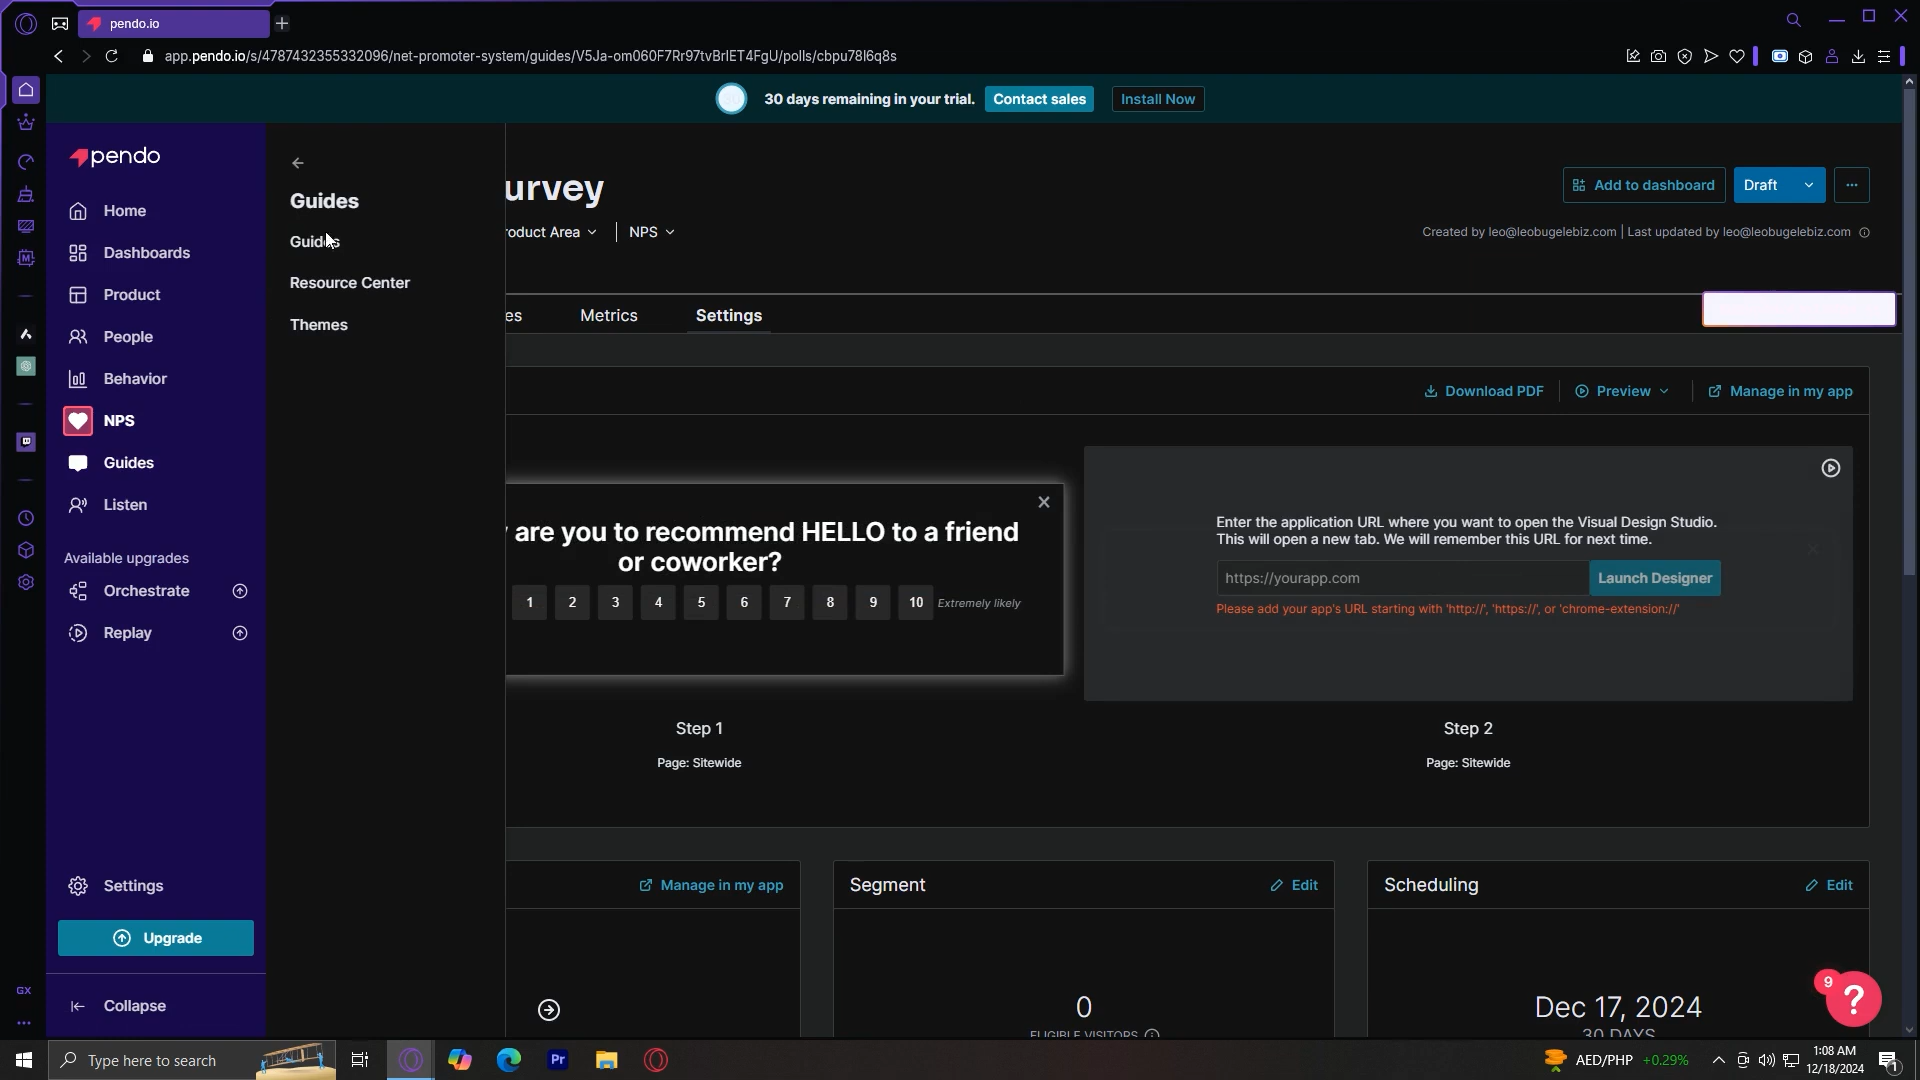 pendo.io
app.pendo.io/s/4787432355332096/net-promoter-system/guides/V5Ja-om060F7Rr97tvBrlET4FgU/polls/cbpu78l6q8s
30 days remaining in your trial.
Contact sales
Install Now
pendo
Home
Dashboards
Product
People
Behavior
NPS
Guides
Listen
Available upgrades
Orchestrate
Replay
Settings
Upgrade
Collapse
Guides
Guides
Resource Center
Themes
urvey
roduct Area
NPS
Add to dashboard
Draft
Created by leo@leobugelebiz.com | Last updated by leo@leobugelebiz.com
es
Metrics
Settings
Download PDF
Preview
Manage in my app
y are you to recommend HELLO to a friend
or coworker?
1 2 3 4 5 6 7 8 9 10 Extremely likely
Enter the application URL where you want to open the Visual Design Studio.
This will open a new tab. We will remember this URL for next time.
https://yourapp.com
Launch Designer
Please add your app's URL starting with 'http://', 'https://', or 'chrome-extension://'
Step 1
Page: Sitewide
Step 2
Page: Sitewide
Manage in my app
Segment
Edit
0
ELIGIBLE VISITORS
Scheduling
Edit
Dec 17, 2024
30 DAYS
9
?
GX
Type here to search
Pr
AED/PHP +0.29%
1:08 AM
12/18/2024
1